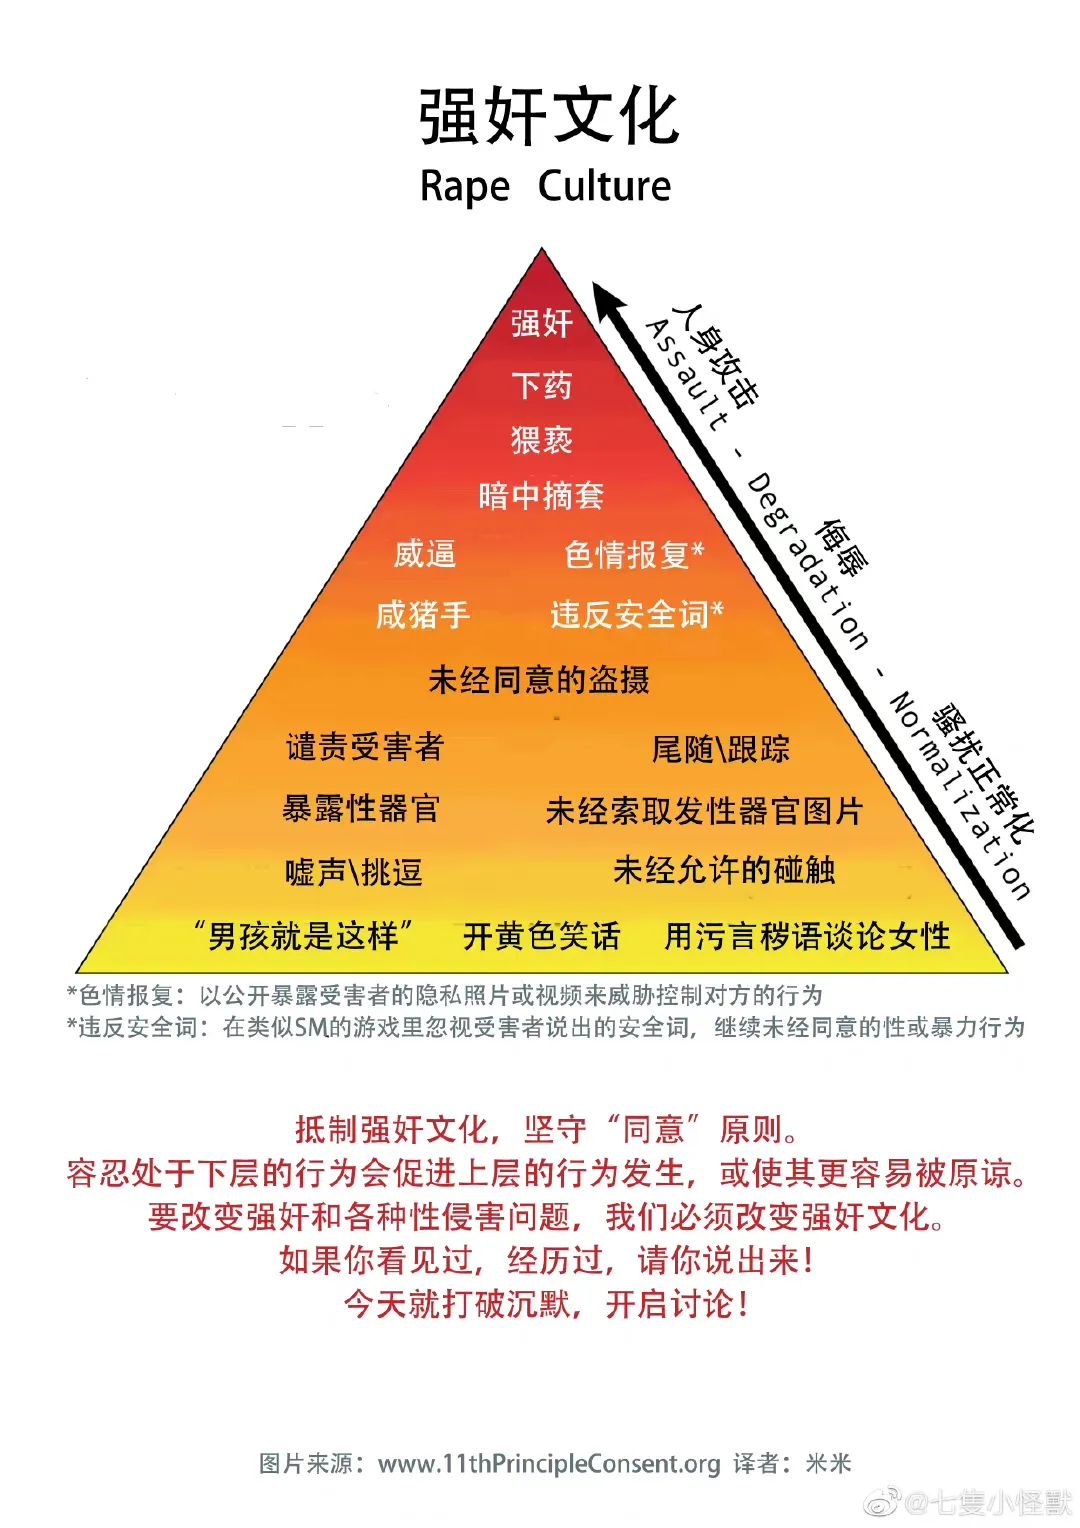 强奸文化
Rape Culture
强奸
下药
猥亵
暗中摘套
威逼 色情报复*
咸猪手 违反安全词*
未经同意的盗摄
谴责受害者 尾随\跟踪
暴露性器官 未经索取发性器官图片
嘘声\挑逗 未经允许的碰触
“男孩就是这样” 开黄色笑话 用污言秽语谈论女性
人身攻击 侮辱 骚扰正常化
Assault - Degradation - Normalization
*色情报复：以公开暴露受害者的隐私照片或视频来威胁控制对方的行为
*违反安全词：在类似SM的游戏里忽视受害者说出的安全词，继续未经同意的性或暴力行为
抵制强奸文化，坚守“同意”原则。
容忍处于下层的行为会促进上层的行为发生，或使其更容易被原谅。
要改变强奸和各种性侵害问题，我们必须改变强奸文化。
如果你看见过，经历过，请你说出来！
今天就打破沉默，开启讨论！
图片来源：www.11thPrincipleConsent.org 译者：米米
@七隻小怪獸